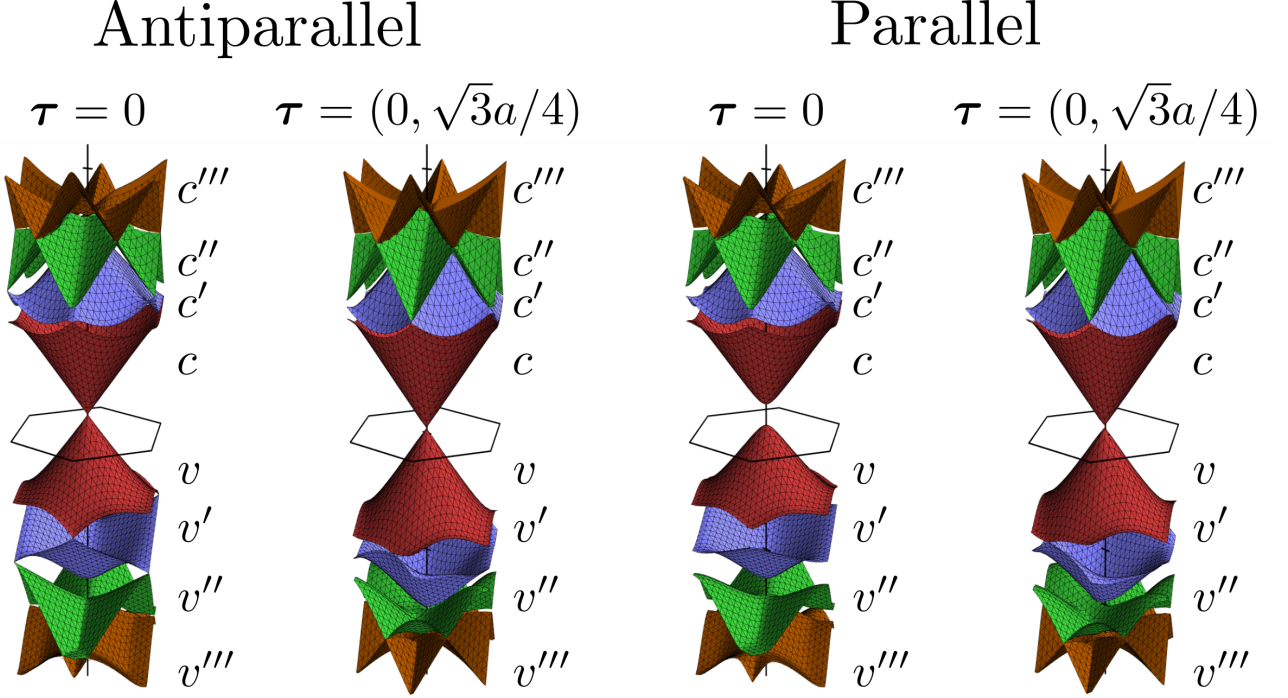 Antiparallel Parallel
τ = 0 τ = (0, √3a/4) τ = 0 τ = (0, √3a/4)
c′′′ c′′′ c′′′ c′′′
c′′ c′′ c′′ c′′
c′ c′ c′ c′
c c c c
v v v v
v′ v′ v′ v′
v′′ v′′ v′′ v′′
v′′′ v′′′ v′′′ v′′′